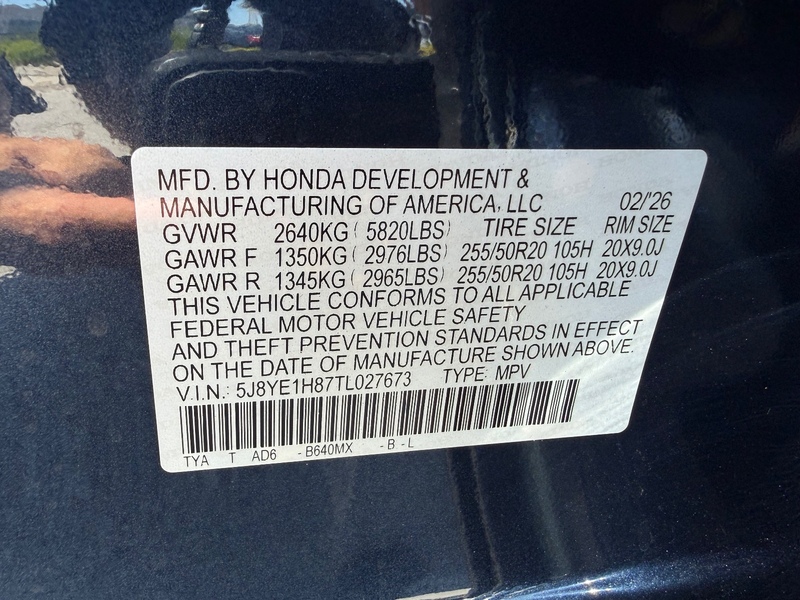 MFD. BY HONDA DEVELOPMENT &
MANUFACTURING OF AMERICA, LLC 02/'26
GVWR 2640KG ( 5820LBS) TIRE SIZE RIM SIZE
GAWR F 1350KG ( 2976LBS) 255/50R20 105H 20X9.0J
GAWR R 1345KG ( 2965LBS) 255/50R20 105H 20X9.0J
THIS VEHICLE CONFORMS TO ALL APPLICABLE
FEDERAL MOTOR VEHICLE SAFETY
AND THEFT PREVENTION STANDARDS IN EFFECT
ON THE DATE OF MANUFACTURE SHOWN ABOVE.
V.I.N.: 5J8YE1H87TL027673 TYPE: MPV
TYA T AD6 -B640MX -B-L